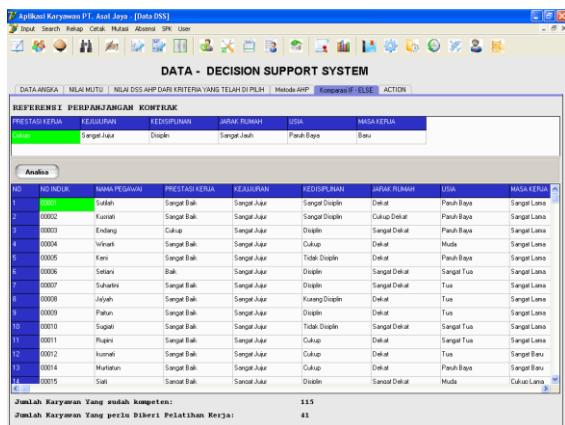 Aplikasi Karyawan PT. Asal Jaya - [Data DSS]
Input Search Rekap Cetak Mutasi Absensi SPK User
DATA - DECISION SUPPORT SYSTEM
DATA ANGKA NILAI MUTU NILAI DSS AHP DARI KRITERIA YANG TELAH DI PILIH Metode AHP Komparasi IF - ELSE ACTION
REFERENSI PERPANJANGAN KONTRAK
PRESTASI KERJA KEJUJURAN KEDISIPLINAN JARAK RUMAH USIA MASA KERJA
Cukup Sangat Jujur Disiplin Sangat Jauh Paruh Baya Baru
Analisa
NO NO INDUK NAMA PEGAWAI PRESTASI KERJA KEJUJURAN KEDISIPLINAN JARAK RUMAH USIA MASA KERJA
1 00001 Sutilah Sangat Baik Sangat Jujur Sangat Disiplin Dekat Paruh Baya Sangat Lama
2 00002 Kusriati Sangat Baik Sangat Jujur Sangat Disiplin Cukup Dekat Paruh Baya Sangat Lama
3 00003 Endang Cukup Sangat Jujur Disiplin Sangat Dekat Paruh Baya Sangat Lama
4 00004 Winarti Sangat Baik Sangat Jujur Cukup Dekat Muda Sangat Lama
5 00005 Keni Sangat Baik Sangat Jujur Tidak Disiplin Dekat Paruh Baya Sangat Lama
6 00006 Setiani Baik Sangat Jujur Disiplin Sangat Dekat Sangat Tua Sangat Lama
7 00007 Suhartini Sangat Baik Sangat Jujur Disiplin Sangat Dekat Tua Sangat Lama
8 00008 Ja'yah Sangat Baik Sangat Jujur Kurang Disiplin Dekat Tua Sangat Lama
9 00009 Paitun Sangat Baik Sangat Jujur Disiplin Dekat Tua Sangat Lama
10 00010 Sugiati Sangat Baik Sangat Jujur Tidak Disiplin Sangat Dekat Sangat Tua Sangat Lama
11 00011 Rupini Sangat Baik Sangat Jujur Cukup Dekat Sangat Tua Sangat Lama
12 00012 kusnati Sangat Baik Sangat Jujur Cukup Dekat Tua Sangat Baru
13 00014 Murtiatun Sangat Baik Sangat Jujur Cukup Dekat Paruh Baya Sangat Baru
14 00015 Siati Sangat Baik Sangat Jujur Disiplin Sangat Dekat Muda Cukup Lama
Jumlah Karyawan Yang sudah kompeten: 115
Jumlah Karyawan Yang perlu Diberi Pelatihan Kerja: 41